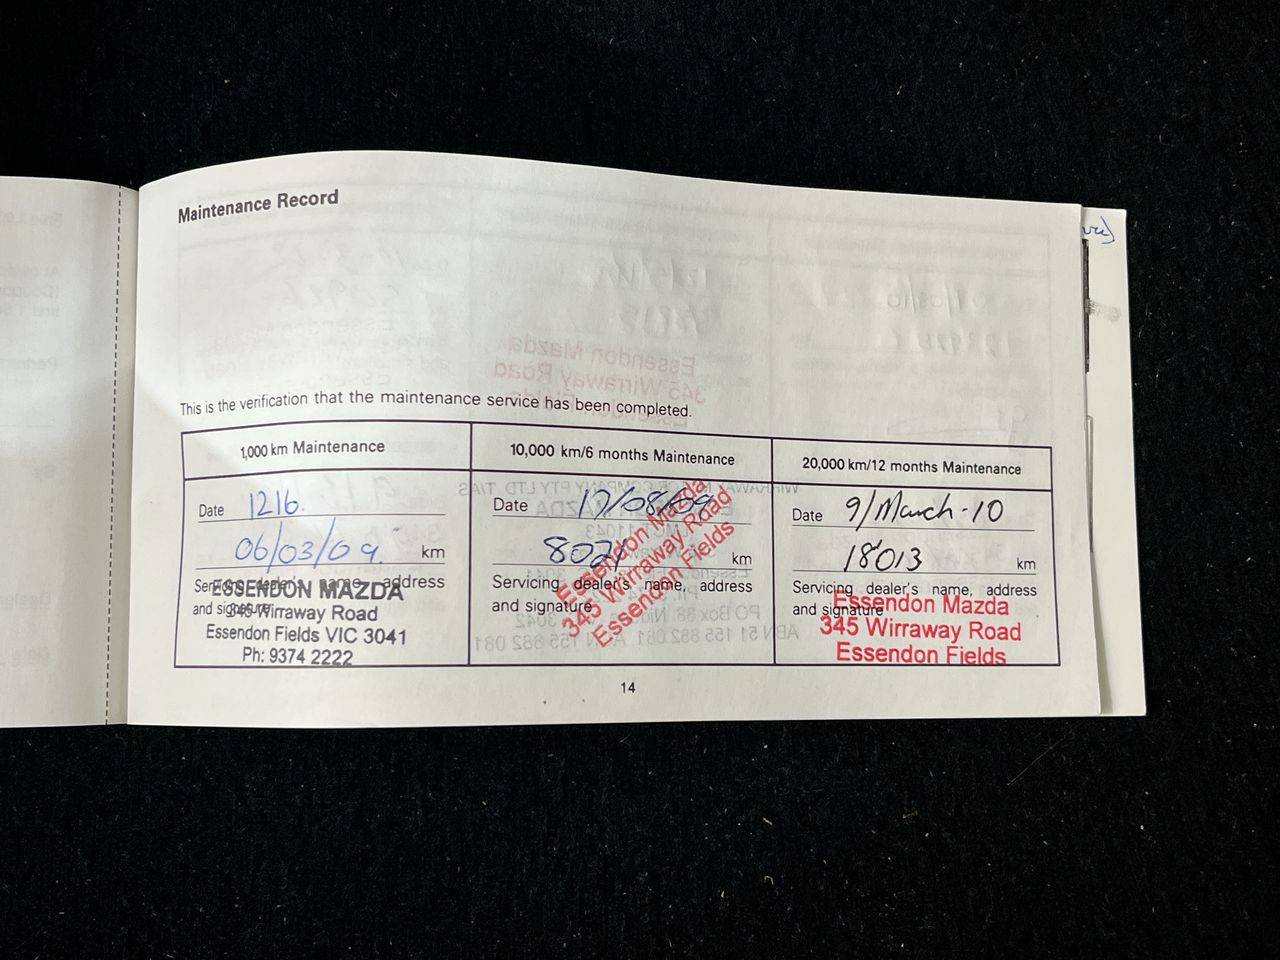 Maintenance Record
This is the verification that the maintenance service has been completed.
1,000 km Maintenance
Date 1216.
06/03/09. km
Servicing dealer's name, address
and signature
ESSENDON MAZDA
345 Wirraway Road
Essendon Fields VIC 3041
Ph: 9374 2222
10,000 km/6 months Maintenance
Date 17/08/09
km
Servicing dealer's name, address
and signature
Essendon Mazda
345 Wirraway Road
Essendon Fields
20,000 km/12 months Maintenance
Date 9/March-10
18013 km
Servicing dealer's name, address
and signature
Essendon Mazda
345 Wirraway Road
Essendon Fields
14